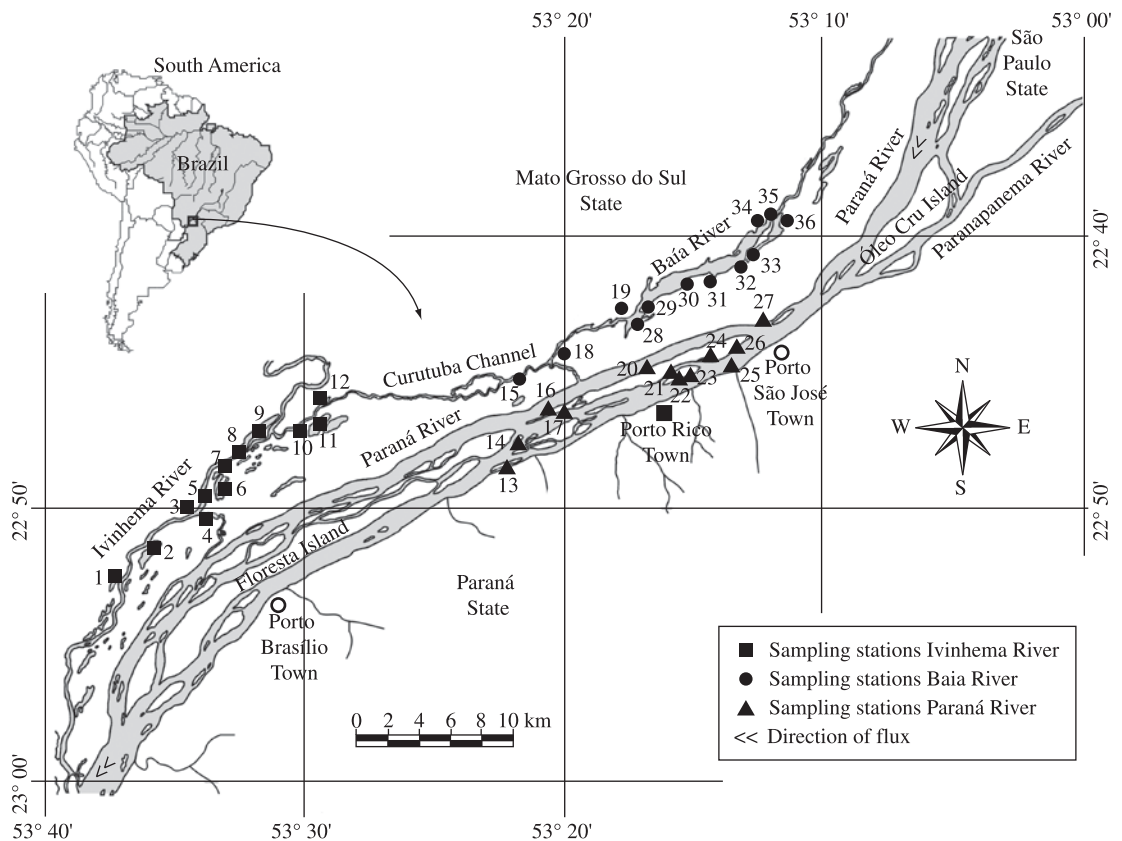 53° 20'
53° 10'
53° 00'
South America
Brazil
São
Paulo
State
Mato Grosso do Sul
State
Paraná River
<<
Óleo Cru Island
Paranapanema River
Baía River
34
35
36
33
32
31
30
29
28
19
18
22° 40'
27
26
24
25
23
22
21
20
Porto
São José
Town
Porto Rico
Town
Curutuba Channel
15
16
17
14
13
12
11
10
9
8
7
6
5
3
4
2
1
Paraná River
Ivinhema River
22° 50'
22° 50'
Floresta Island
Porto
Brasílio
Town
Paraná
State
N
W
E
S
0 2 4 6 8 10 km
Sampling stations Ivinhema River
Sampling stations Baia River
Sampling stations Paraná River
<< Direction of flux
<<
23° 00'
53° 40'
53° 30'
53° 20'